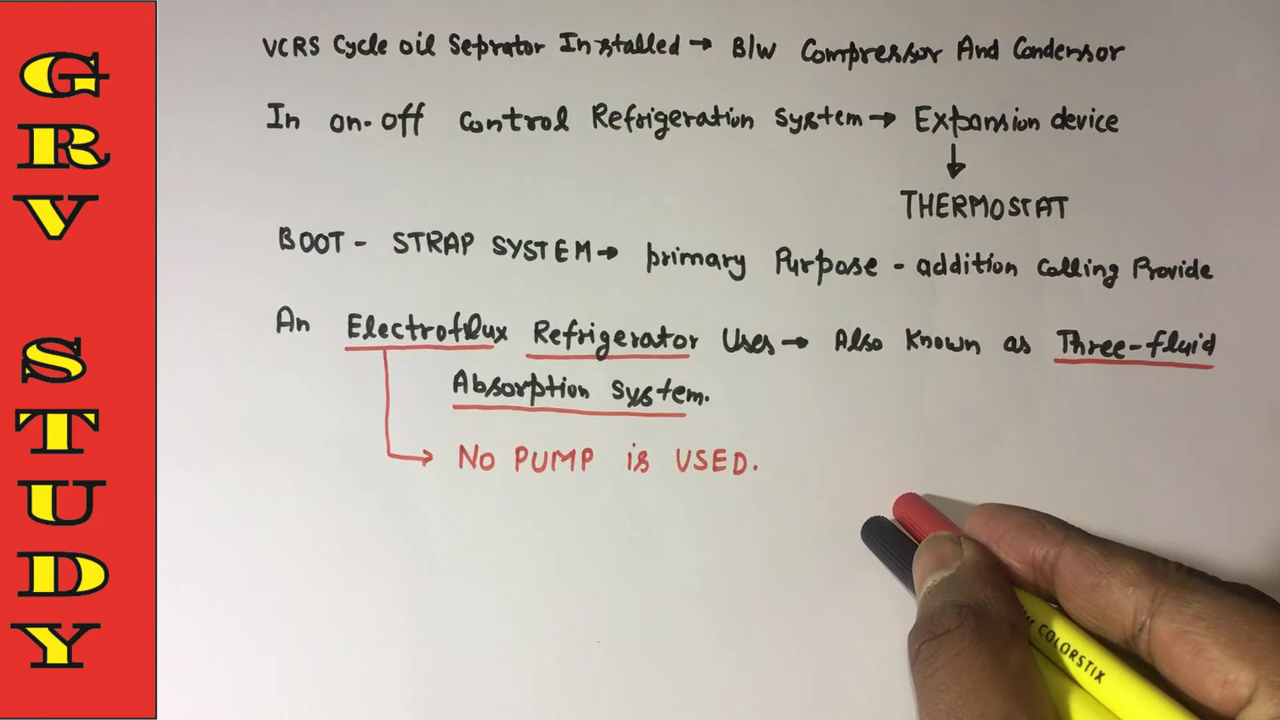 GRV STUDY
VCRS Cycle oil Seprator Installed → B/w Compressor And Condensor
In on-off control Refrigeration system → Expansion device
↓
THERMOSTAT
BOOT - STRAP SYSTEM → primary Purpose - addition Colling Provide
An Electroflux Refrigerator Uses → Also Known as Three-fluid
Absorption system.
→ No PUMP is USED.
COLORSTIX